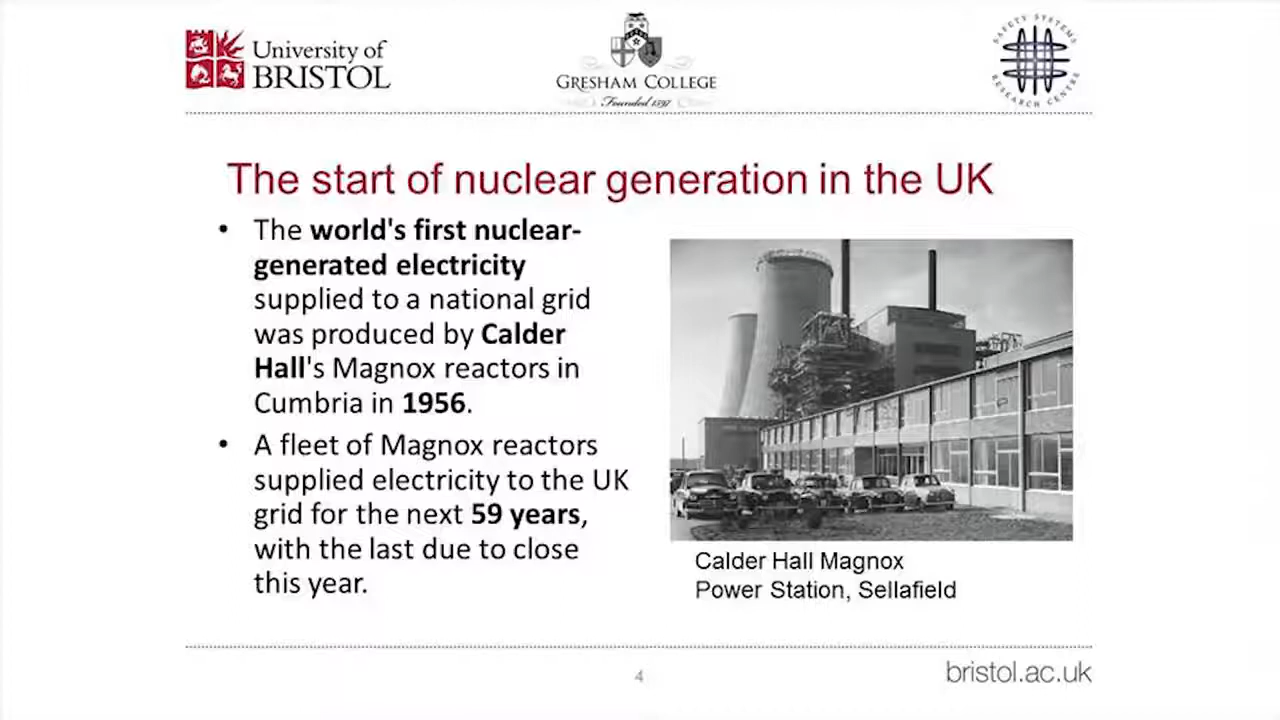 University of
BRISTOL
GRESHAM COLLEGE
Founded 1597
SAFETY SYSTEMS
RESEARCH CENTRE
The start of nuclear generation in the UK
• The world's first nuclear-
generated electricity
supplied to a national grid
was produced by Calder
Hall's Magnox reactors in
Cumbria in 1956.
• A fleet of Magnox reactors
supplied electricity to the UK
grid for the next 59 years,
with the last due to close
this year.
Calder Hall Magnox
Power Station, Sellafield
4
bristol.ac.uk